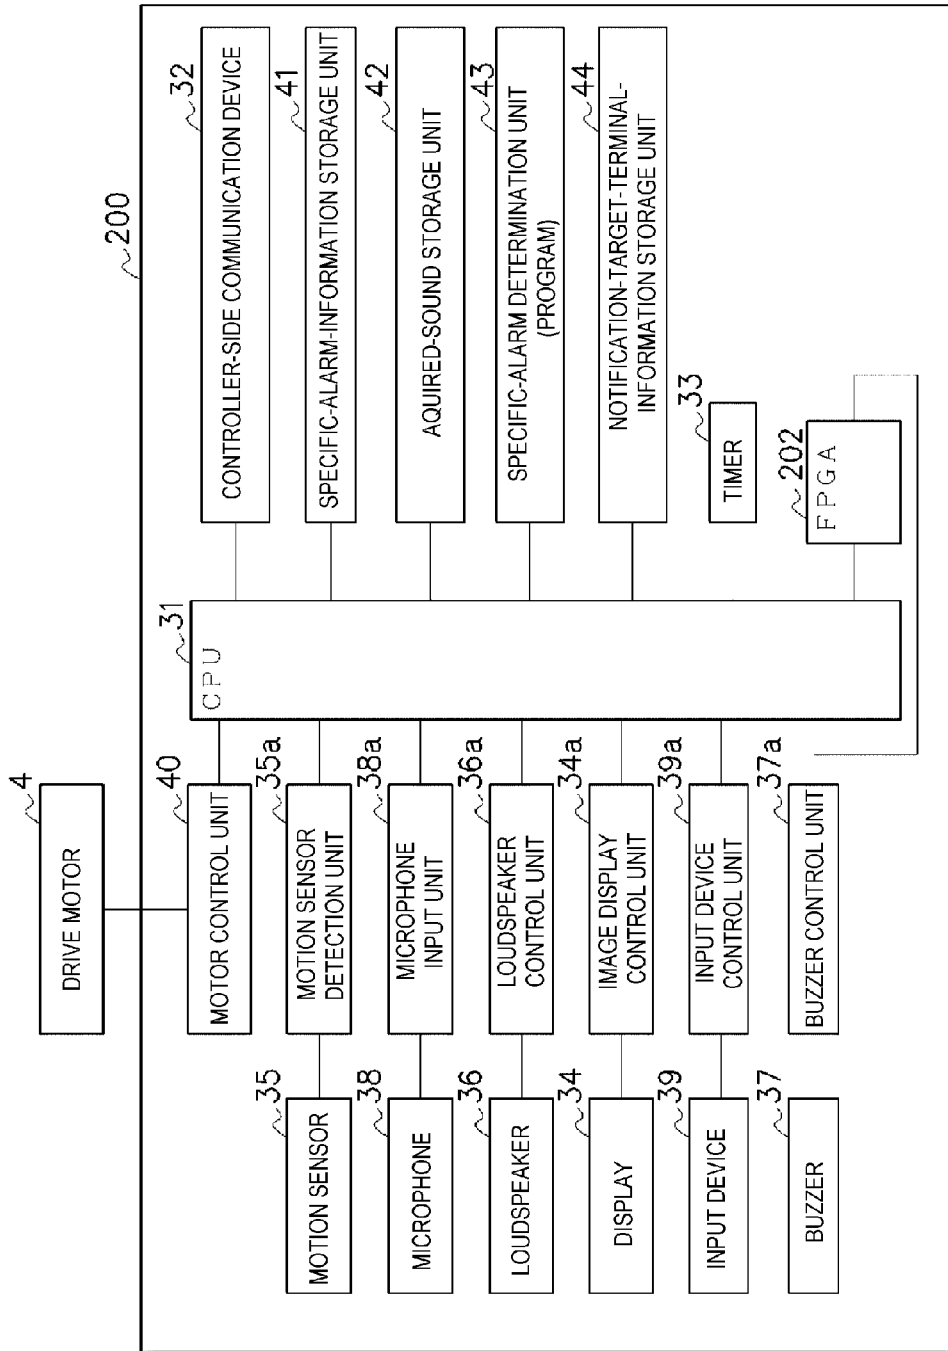 200
4
DRIVE MOTOR
40
MOTOR CONTROL UNIT
35
MOTION SENSOR
35a
MOTION SENSOR
DETECTION UNIT
38
MICROPHONE
38a
MICROPHONE
INPUT UNIT
36
LOUDSPEAKER
36a
LOUDSPEAKER
CONTROL UNIT
34
DISPLAY
34a
IMAGE DISPLAY
CONTROL UNIT
39
INPUT DEVICE
39a
INPUT DEVICE
CONTROL UNIT
37
BUZZER
37a
BUZZER CONTROL UNIT
31
CPU
32
CONTROLLER-SIDE COMMUNICATION DEVICE
41
SPECIFIC-ALARM-INFORMATION STORAGE UNIT
42
AQUIRED-SOUND STORAGE UNIT
43
SPECIFIC-ALARM DETERMINATION UNIT
(PROGRAM)
44
NOTIFICATION-TARGET-TERMINAL-
INFORMATION STORAGE UNIT
33
TIMER
202
FPGA